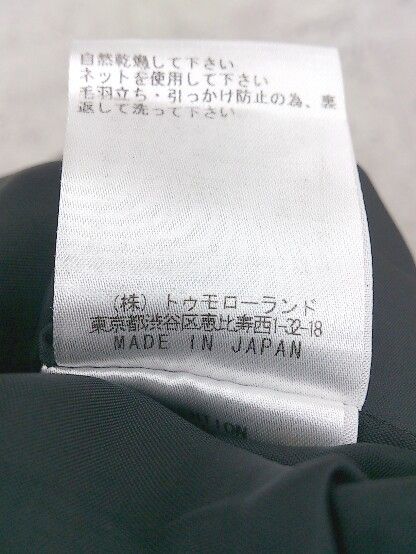 自然乾燥して下さい
ネットを使用して下さい
毛羽立ち・引っかけ防止の為、裏
返して洗って下さい
(株) トゥモローランド
東京都渋谷区恵比寿西1-32-18
MADE IN JAPAN